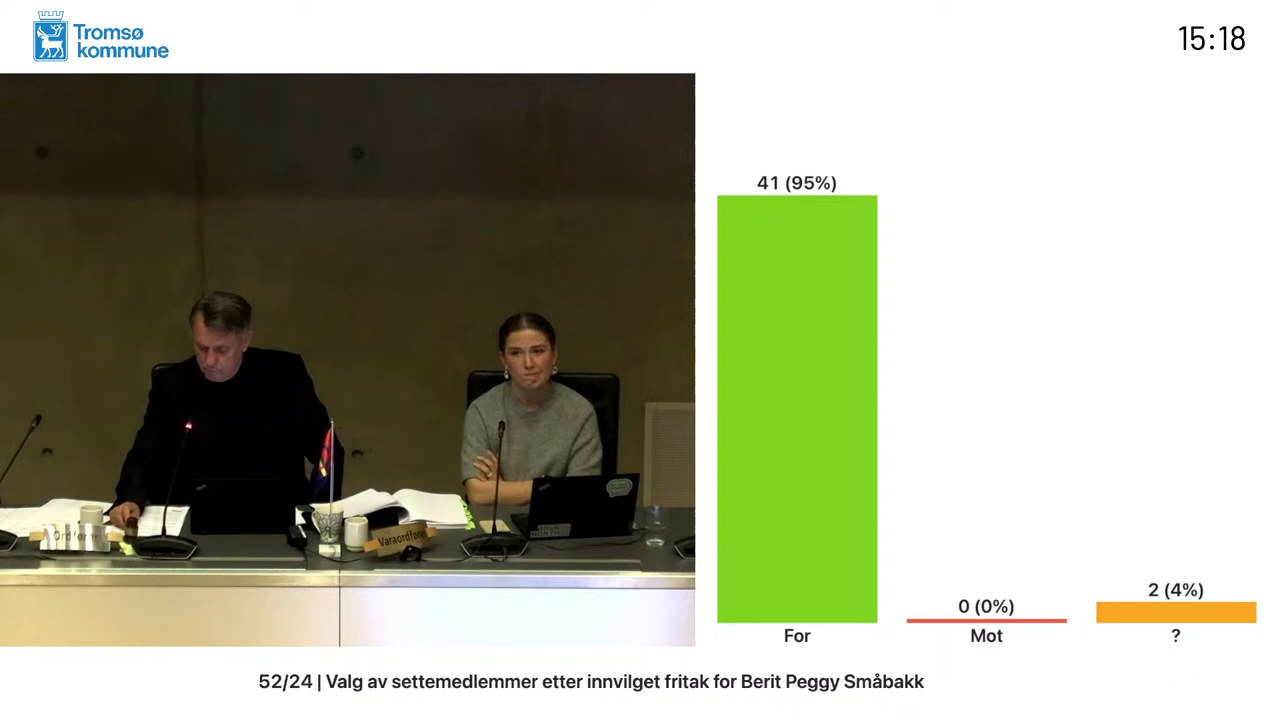 Tromsø
kommune
15:18
41 (95%)
0 (0%)
2 (4%)
For
Mot
?
Ordfører
Varaordfører
52/24 | Valg av settemedlemmer etter innvilget fritak for Berit Peggy Småbakk